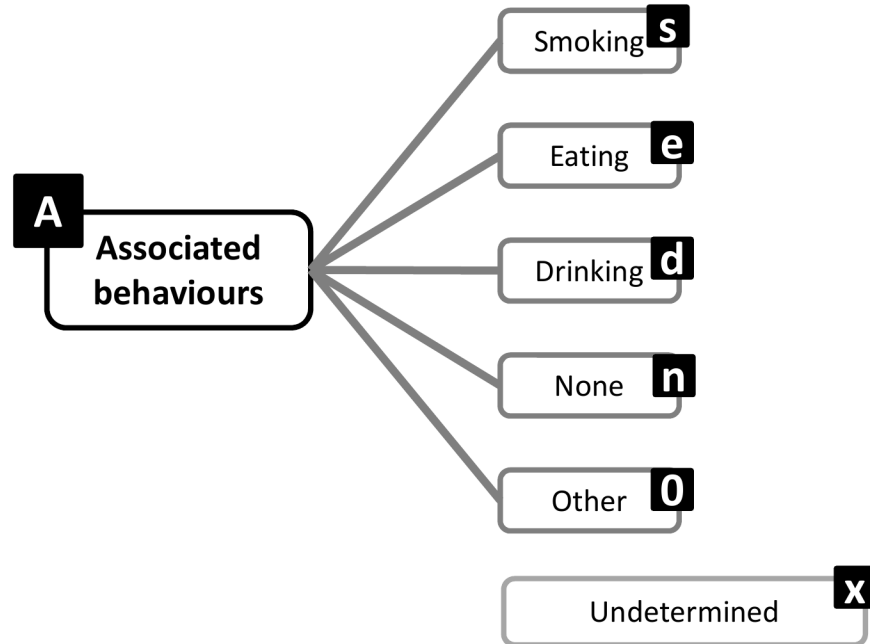 s
Smoking
e
Eating
A
Associated
behaviours
d
Drinking
n
None
0
Other
x
Undetermined